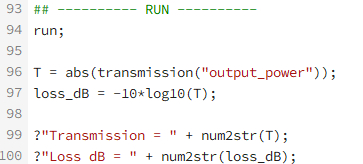 93 ## ---------- RUN ----------
94 run;
95
96 T = abs(transmission("output_power"));
97 loss_dB = -10*log10(T);
98
99 ?"Transmission = " + num2str(T);
100 ?"Loss dB = " + num2str(loss_dB);